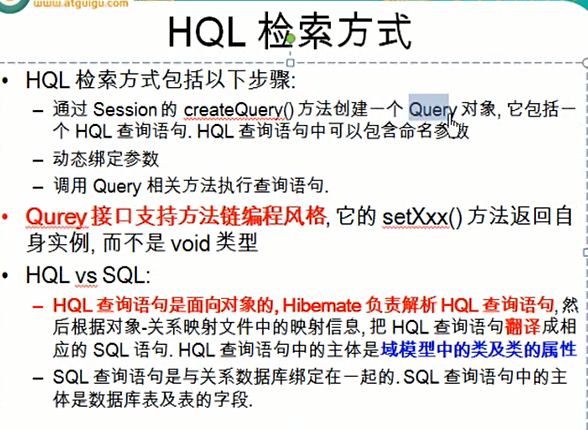 www.atguigu.com
HQL 检索方式
• HQL 检索方式包括以下步骤:
– 通过 Session 的 createQuery() 方法创建一个 Query 对象, 它包括一
个 HQL 查询语句. HQL 查询语句中可以包含命名参数
– 动态绑定参数
– 调用 Query 相关方法执行查询语句.
• Qurey 接口支持方法链编程风格, 它的 setXxx() 方法返回自
身实例, 而不是 void 类型
• HQL vs SQL:
– HQL 查询语句是面向对象的, Hibernate 负责解析 HQL 查询语句, 然
后根据对象-关系映射文件中的映射信息, 把 HQL 查询语句翻译成相
应的 SQL 语句. HQL 查询语句中的主体是域模型中的类及类的属性
– SQL 查询语句是与关系数据库绑定在一起的. SQL 查询语句中的主
体是数据库表及表的字段.